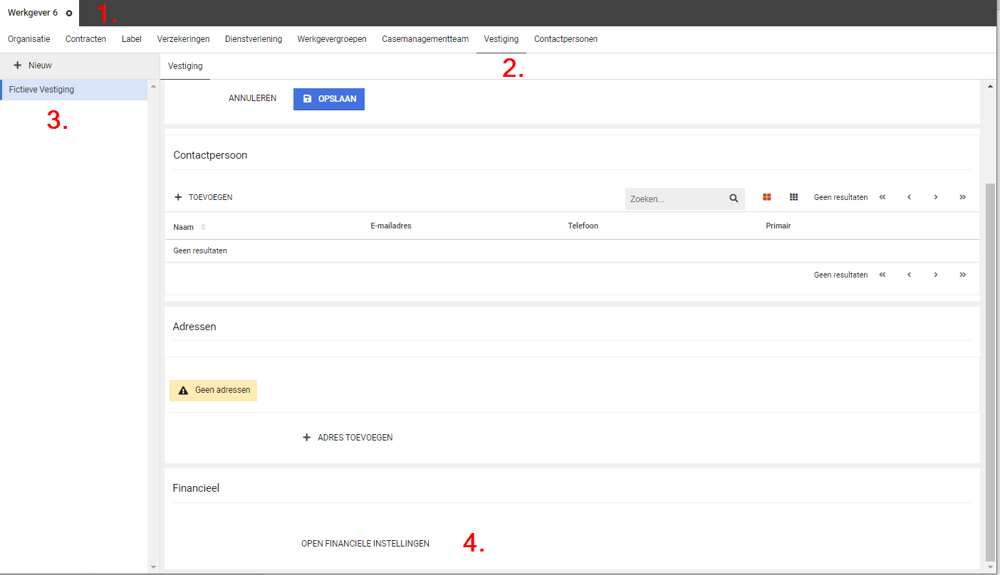 Werkgever 6 1.
Organisatie Contracten Label Verzekeringen Dienstverlening Werkgevergroepen Casemanagementteam Vestiging Contactpersonen
Nieuw Vestiging 2.
Fictieve Vestiging
3.
ANNULEREN OPSLAAN
Contactpersoon
TOEVOEGEN Zoeken... Geen resultaten
Naam E-mailadres Telefoon Primair
Geen resultaten
Geen resultaten
Adressen
Geen adressen
ADRES TOEVOEGEN
Financieel
OPEN FINANCIELE INSTELLINGEN 4.